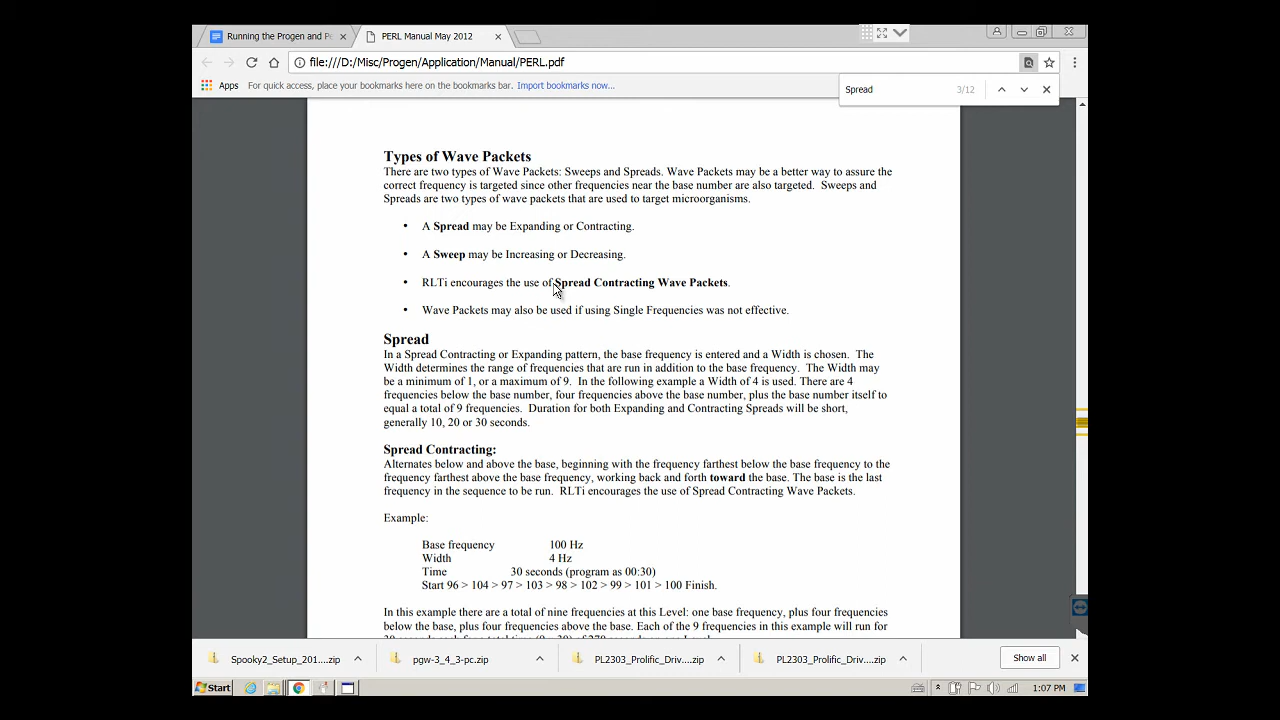 Running the Progen and Pe
PERL Manual May 2012
file:///D:/Misc/Progen/Application/Manual/PERL.pdf
Apps For quick access, place your bookmarks here on the bookmarks bar. Import bookmarks now...
Spread 3/12
Types of Wave Packets
There are two types of Wave Packets: Sweeps and Spreads. Wave Packets may be a better way to assure the
correct frequency is targeted since other frequencies near the base number are also targeted. Sweeps and
Spreads are two types of wave packets that are used to target microorganisms.
• A Spread may be Expanding or Contracting.
• A Sweep may be Increasing or Decreasing.
• RLTi encourages the use of Spread Contracting Wave Packets.
• Wave Packets may also be used if using Single Frequencies was not effective.
Spread
In a Spread Contracting or Expanding pattern, the base frequency is entered and a Width is chosen. The
Width determines the range of frequencies that are run in addition to the base frequency. The Width may
be a minimum of 1, or a maximum of 9. In the following example a Width of 4 is used. There are 4
frequencies below the base number, four frequencies above the base number, plus the base number itself to
equal a total of 9 frequencies. Duration for both Expanding and Contracting Spreads will be short,
generally 10, 20 or 30 seconds.
Spread Contracting:
Alternates below and above the base, beginning with the frequency farthest below the base frequency to the
frequency farthest above the base frequency, working back and forth toward the base. The base is the last
frequency in the sequence to be run. RLTi encourages the use of Spread Contracting Wave Packets.
Example:
Base frequency 100 Hz
Width 4 Hz
Time 30 seconds (program as 00:30)
Start 96 > 104 > 97 > 103 > 98 > 102 > 99 > 101 > 100 Finish.
In this example there are a total of nine frequencies at this Level: one base frequency, plus four frequencies
below the base, plus four frequencies above the base. Each of the 9 frequencies in this example will run for
Spooky2_Setup_201....zip
pgw-3_4_3-pc.zip
PL2303_Prolific_Driv....zip
PL2303_Prolific_Driv....zip
Show all
Start
1:07 PM